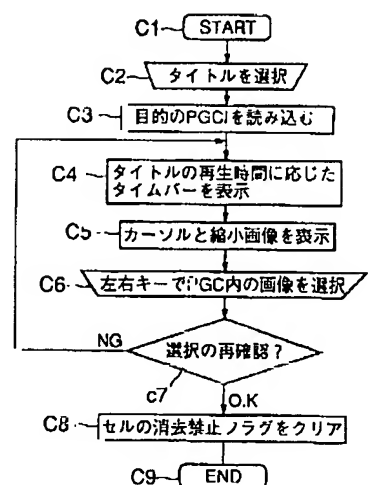 C1 START
C2 タイトルを選択
C3 目的のPGCIを読み込む
C4 タイトルの再生時間に応じた
タイムバーを表示
C5 カーソルと縮小画像を表示
C6 左右キーでPGC内の画像を選択
NG 選択の再確認?
c7 O.K
C8 セルの消去禁止フラグをクリア
C9 END